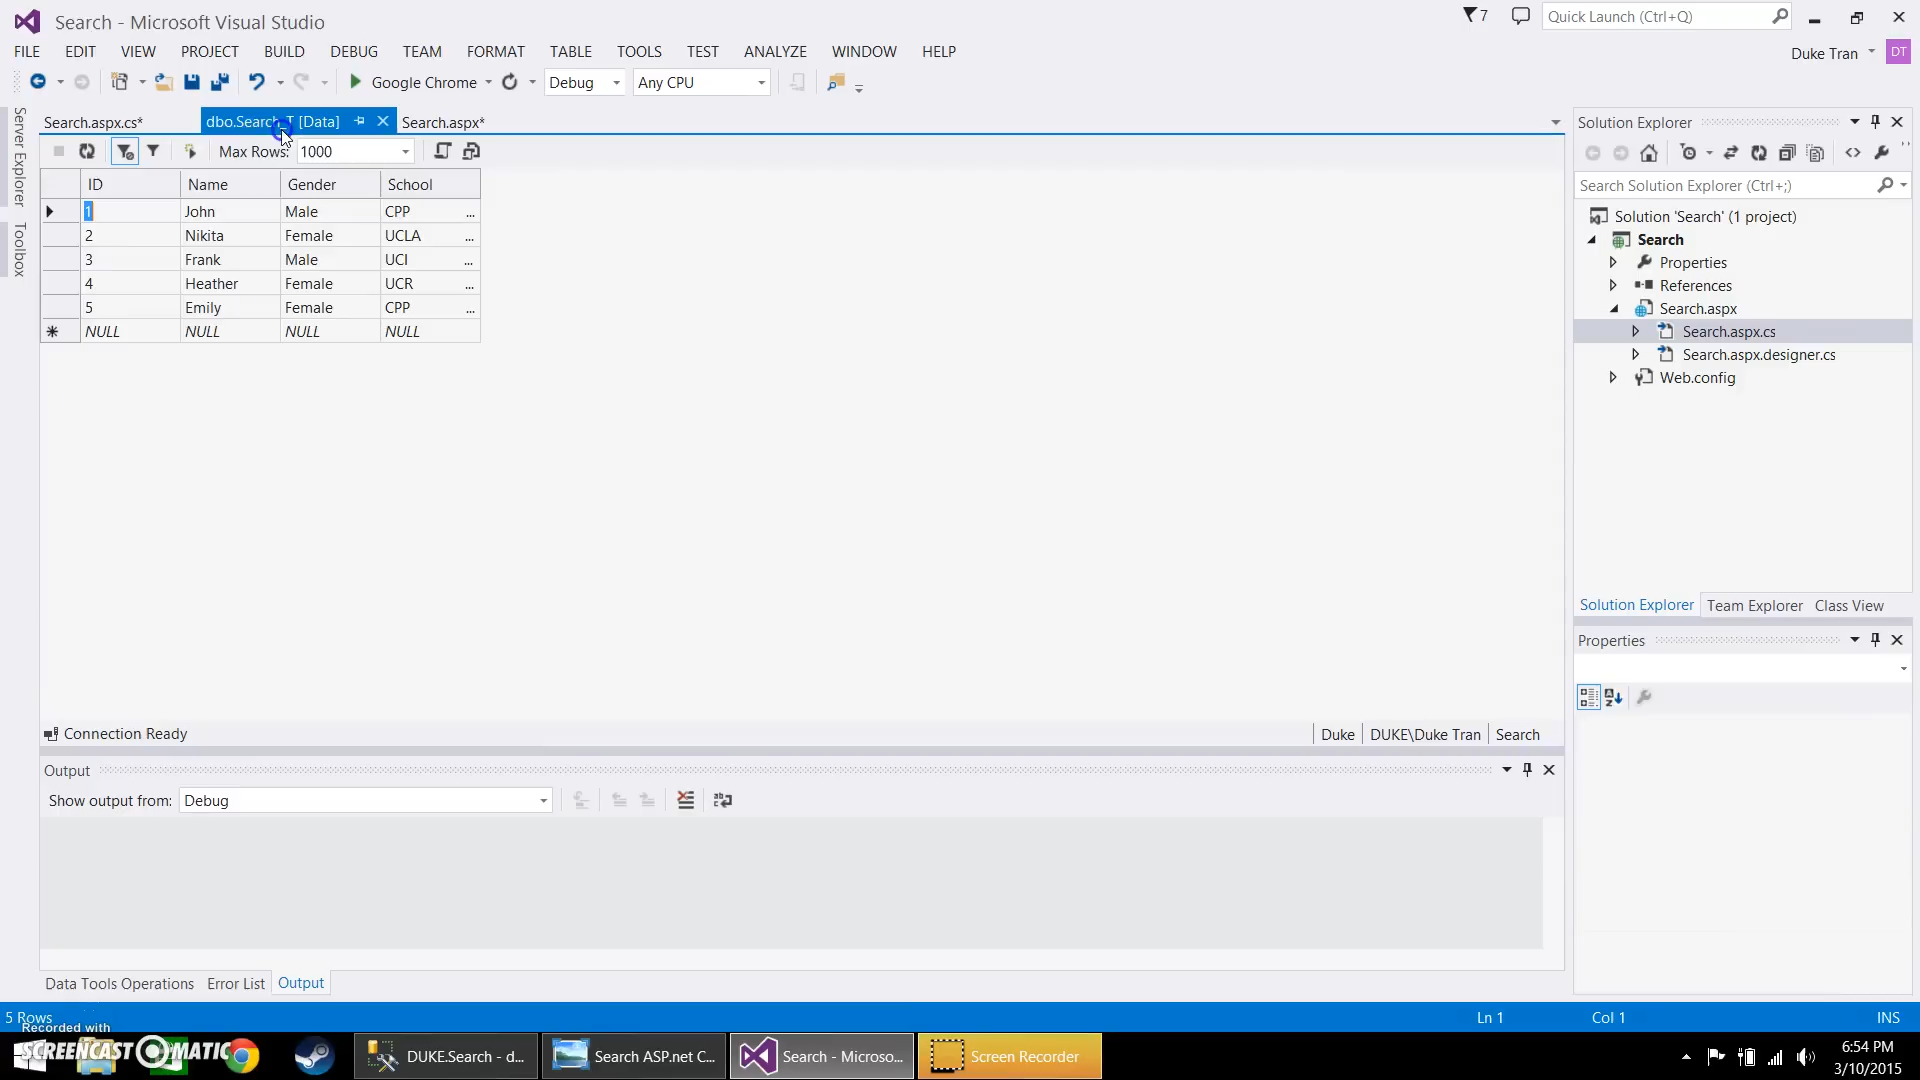 Search - Microsoft Visual Studio
7
Quick Launch (Ctrl+Q)
FILE EDIT VIEW PROJECT BUILD DEBUG TEAM FORMAT TABLE TOOLS TEST ANALYZE WINDOW HELP
Duke Tran
DT
Google Chrome
Debug
Any CPU
Server Explorer
Toolbox
Search.aspx.cs*
dbo.Search_T [Data]
Search.aspx*
Max Rows: 1000
ID Name Gender School
1 John Male CPP ...
2 Nikita Female UCLA ...
3 Frank Male UCI ...
4 Heather Female UCR ...
5 Emily Female CPP ...
NULL NULL NULL NULL
Connection Ready
Duke | DUKE\Duke Tran | Search
Output
Show output from: Debug
Data Tools Operations Error List Output
Solution Explorer
Search Solution Explorer (Ctrl+;)
Solution 'Search' (1 project)
Search
Properties
References
Search.aspx
Search.aspx.cs
Search.aspx.designer.cs
Web.config
Solution Explorer Team Explorer Class View
Properties
5 Rows
Ln 1
Col 1
INS
Recorded with
SCREENCAST O MATIC
DUKE.Search - d...
Search ASP.net C...
Search - Microso...
Screen Recorder
6:54 PM
3/10/2015